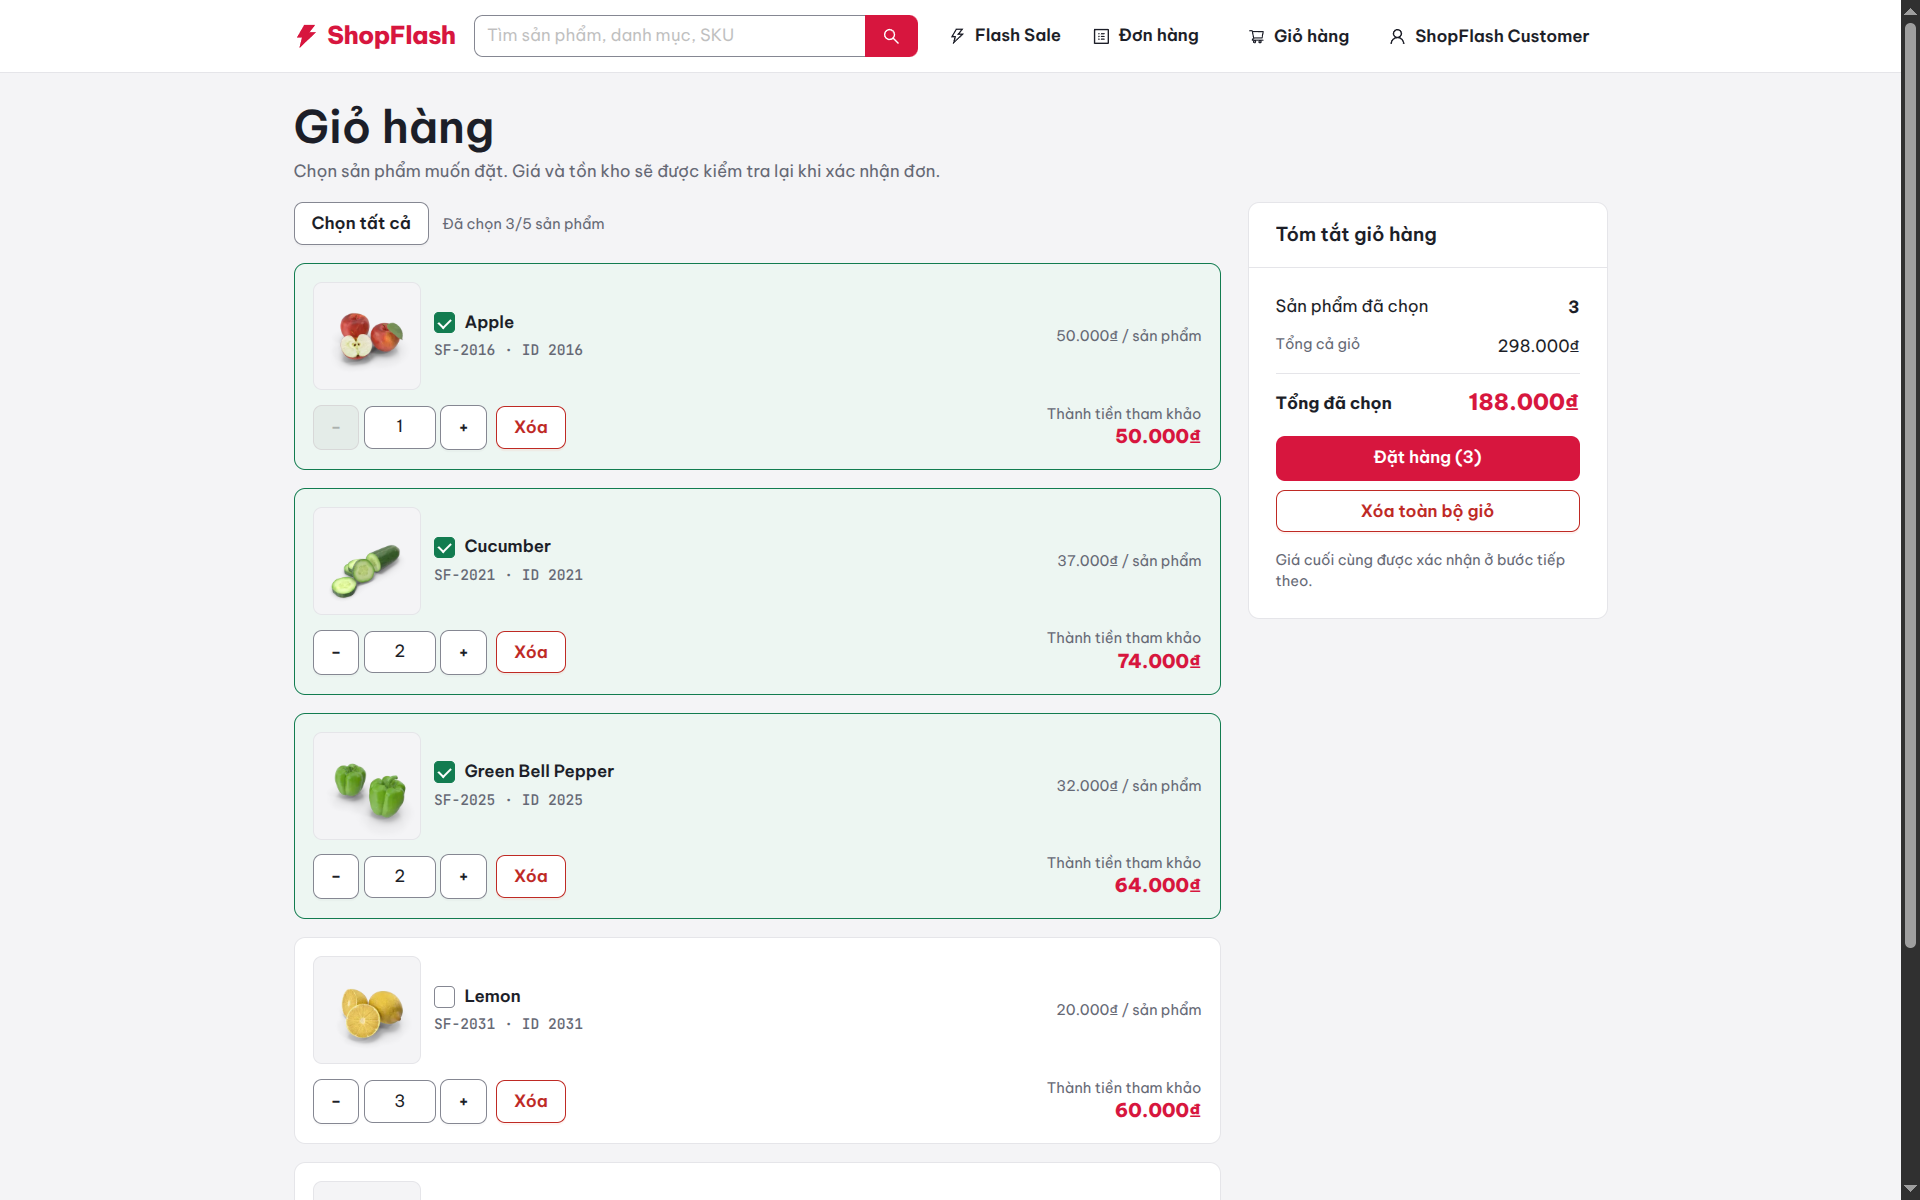 ShopFlash
Tìm sản phẩm, danh mục, SKU
Flash Sale
Đơn hàng
Giỏ hàng
ShopFlash Customer
Giỏ hàng
Chọn sản phẩm muốn đặt. Giá và tồn kho sẽ được kiểm tra lại khi xác nhận đơn.
Chọn tất cả
Đã chọn 3/5 sản phẩm
Apple
SF-2016 · ID 2016
50.000₫ / sản phẩm
− 1 + Xóa
Thành tiền tham khảo
50.000₫
Cucumber
SF-2021 · ID 2021
37.000₫ / sản phẩm
− 2 + Xóa
Thành tiền tham khảo
74.000₫
Green Bell Pepper
SF-2025 · ID 2025
32.000₫ / sản phẩm
− 2 + Xóa
Thành tiền tham khảo
64.000₫
Lemon
SF-2031 · ID 2031
20.000₫ / sản phẩm
− 3 + Xóa
Thành tiền tham khảo
60.000₫
Tóm tắt giỏ hàng
Sản phẩm đã chọn 3
Tổng cả giỏ 298.000₫
Tổng đã chọn 188.000₫
Đặt hàng (3)
Xóa toàn bộ giỏ
Giá cuối cùng được xác nhận ở bước tiếp
theo.